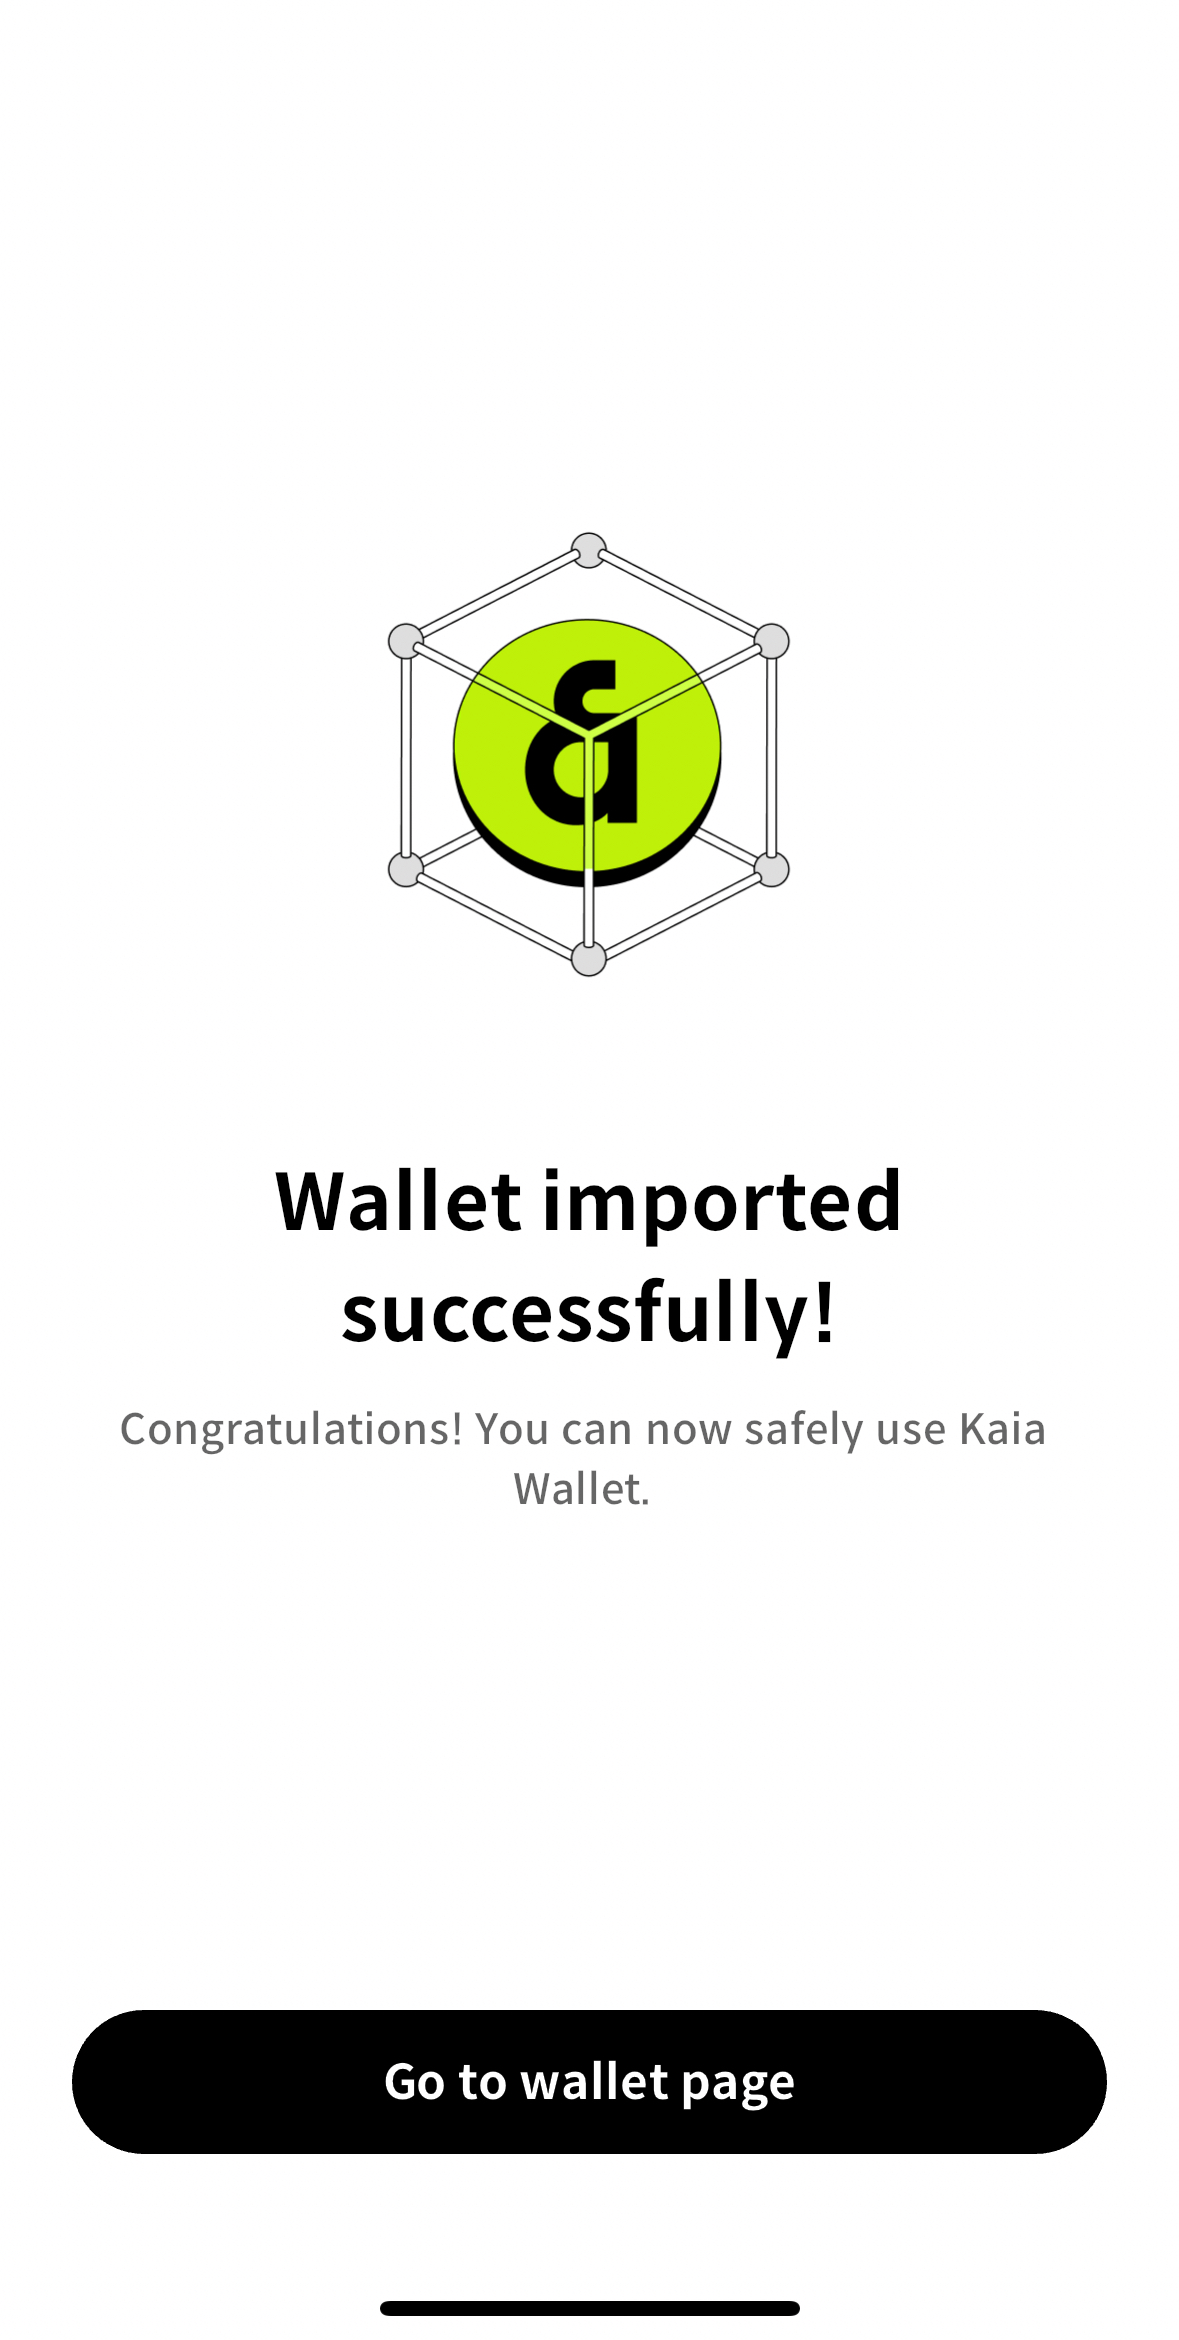 Wallet imported
successfully!
Congratulations! You can now safely use Kaia
Wallet.
Go to wallet page